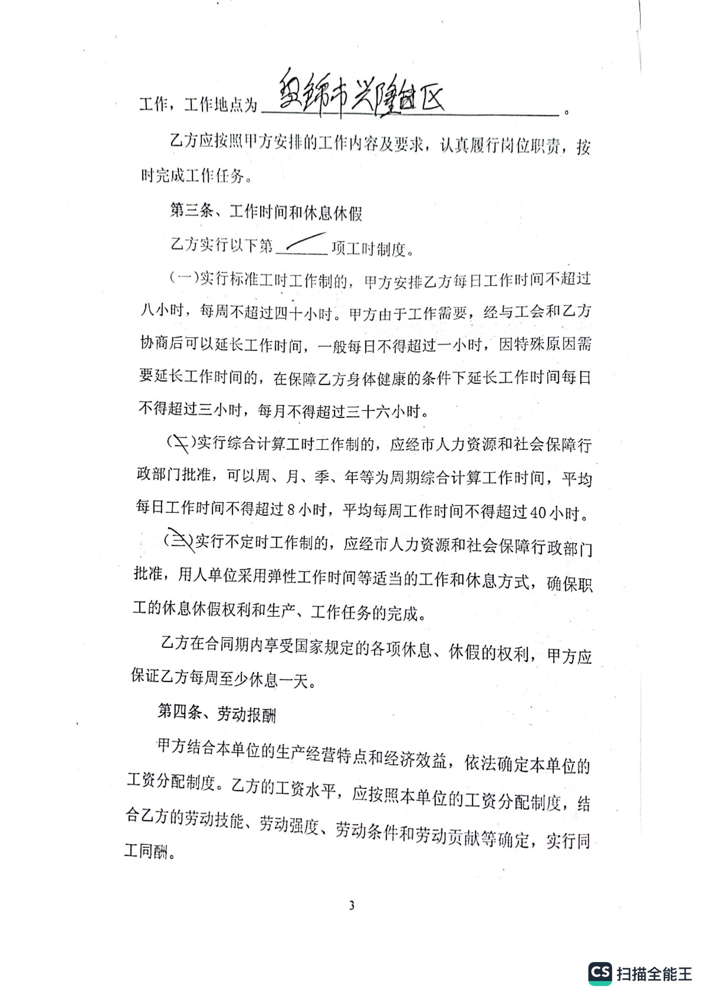 工作，工作地点为盘锦市兴隆台区。
乙方应按照甲方安排的工作内容及要求，认真履行岗位职责，按
时完成工作任务。
第三条、工作时间和休息休假
乙方实行以下第一项工时制度。
（一)实行标准工时工作制的，甲方安排乙方每日工作时间不超过
八小时，每周不超过四十小时。甲方由于工作需要，经与工会和乙方
协商后可以延长工作时间，一般每日不得超过一小时，因特殊原因需
要延长工作时间的，在保障乙方身体健康的条件下延长工作时间每日
不得超过三小时，每月不得超过三十六小时。
（二)实行综合计算工时工作制的，应经市人力资源和社会保障行
政部门批准，可以周、月、季、年等为周期综合计算工作时间，平均
每日工作时间不得超过8小时，平均每周工作时间不得超过40小时。
（三)实行不定时工作制的，应经市人力资源和社会保障行政部门
批准，用人单位采用弹性工作时间等适当的工作和休息方式，确保职
工的休息休假权利和生产、工作任务的完成。
乙方在合同期内享受国家规定的各项休息、休假的权利，甲方应
保证乙方每周至少休息一天。
第四条、劳动报酬
甲方结合本单位的生产经营特点和经济效益，依法确定本单位的
工资分配制度。乙方的工资水平，应按照本单位的工资分配制度，结
合乙方的劳动技能、劳动强度、劳动条件和劳动贡献等确定，实行同
工同酬。
3
CS 扫描全能王